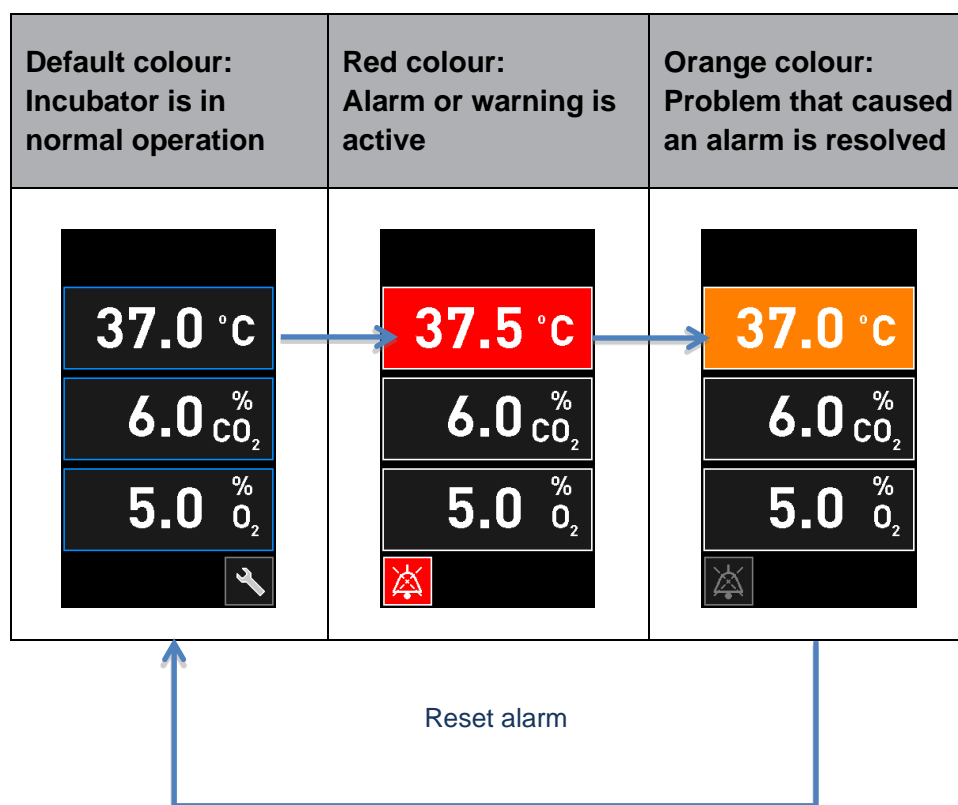 Default colour:
Incubator is in
normal operation
Red colour:
Alarm or warning is
active
Orange colour:
Problem that caused
an alarm is resolved
37.0 °C
6.0 % CO₂
5.0 % O₂
37.5 °C
6.0 % CO₂
5.0 % O₂
37.0 °C
6.0 % CO₂
5.0 % O₂
Reset alarm